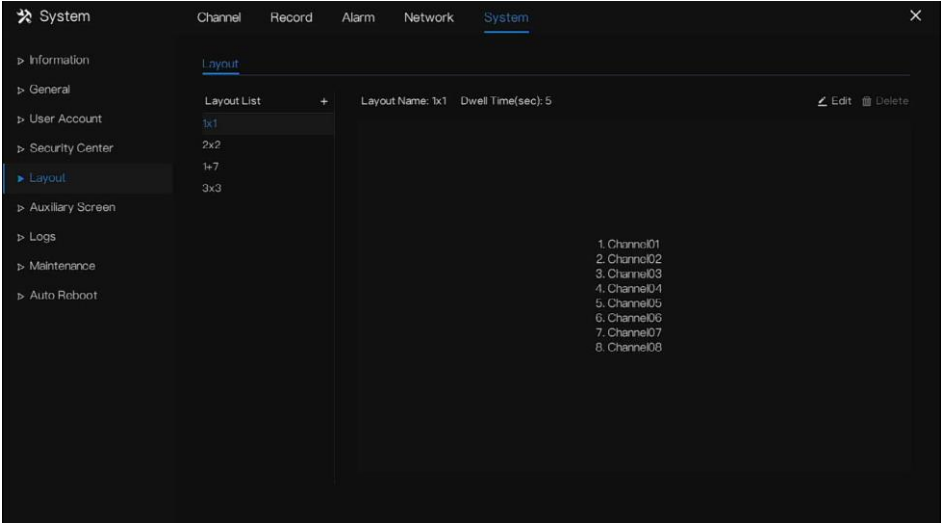 System Channel Record Alarm Network System
Information
General
User Account
Security Center
Layout
Auxiliary Screen
Logs
Maintenance
Auto Reboot
Layout
Layout List +
1x1
2x2
1+7
3x3
Layout Name: 1x1 Dwell Time(sec): 5 Edit Delete
1. Channel01
2. Channel02
3. Channel03
4. Channel04
5. Channel05
6. Channel06
7. Channel07
8. Channel08